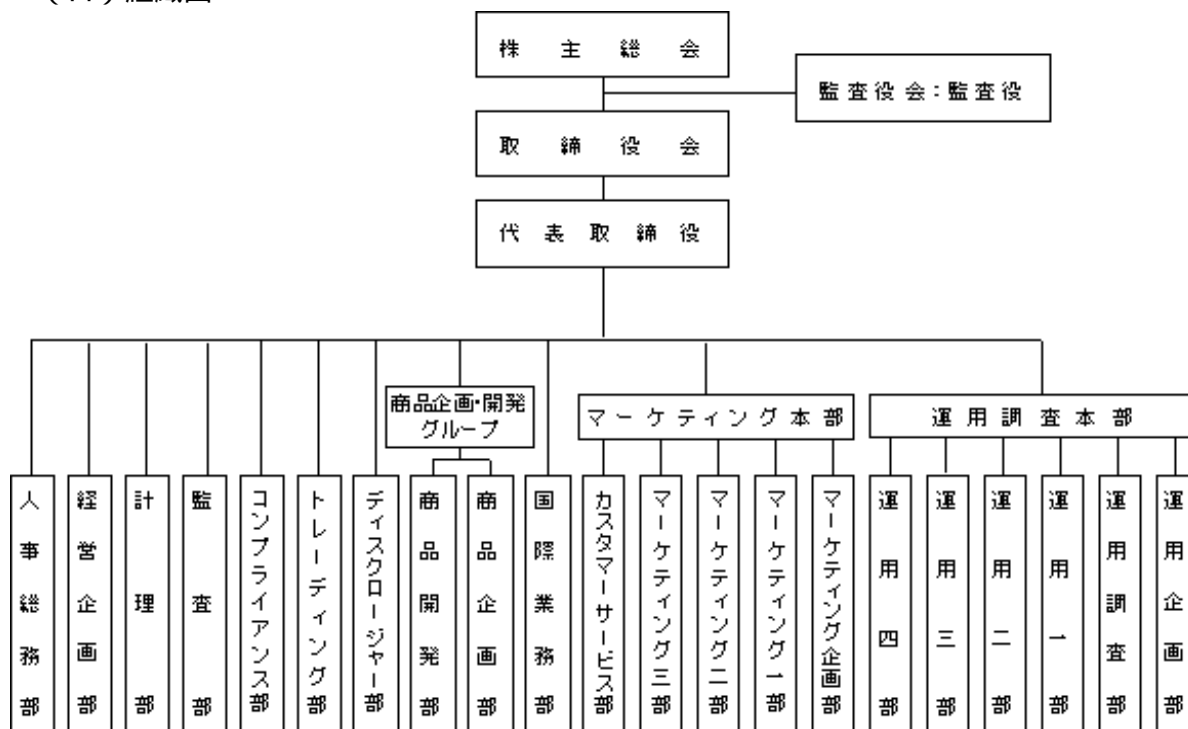 株主総会
監査役会：監査役
取締役会
代表取締役
商品企画・開発
グループ
マーケティング本部
運用調査本部
人事総務部
経営企画部
計理部
監査部
コンプライアンス部
トレーディング部
ディスクロージャー部
商品開発部
商品企画部
国際業務部
カスタマーサービス部
マーケティング三部
マーケティング二部
マーケティング一部
マーケティング企画部
運用四部
運用三部
運用二部
運用一部
運用調査部
運用企画部